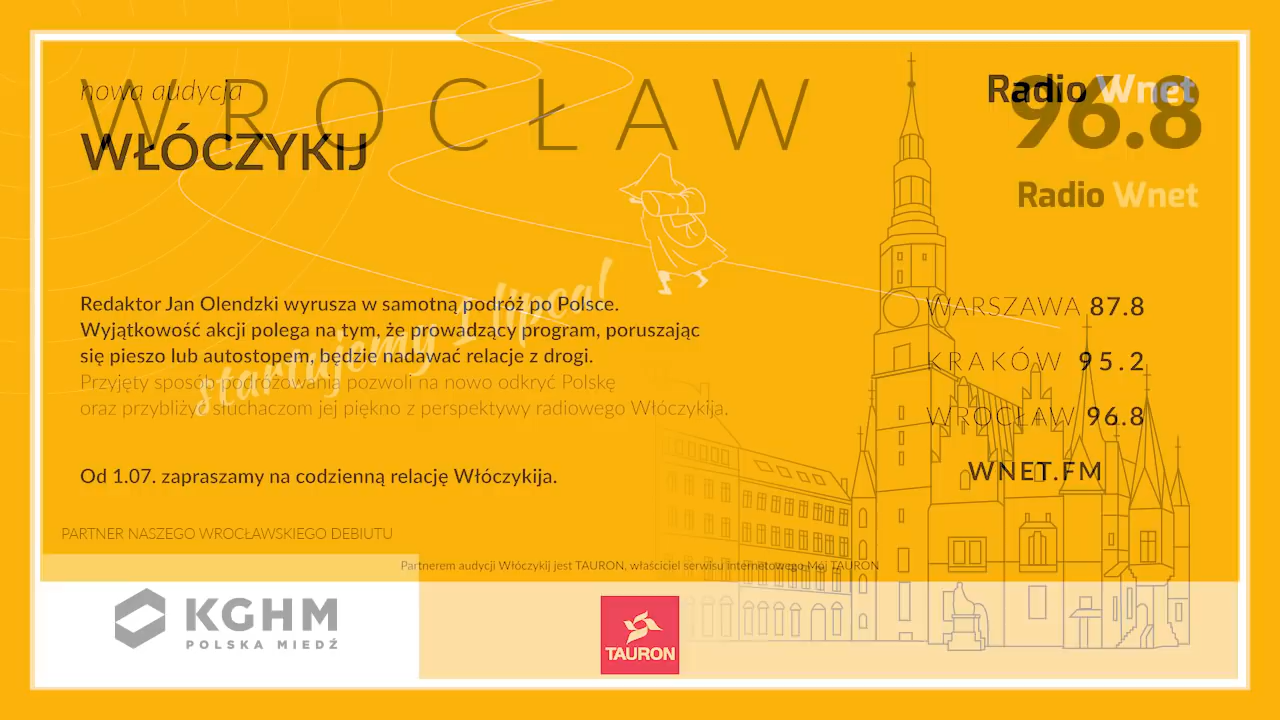 nowa audycja
WROCŁAW
WŁÓCZYKIJ
Radio Wnet
96.8
Radio Wnet
startujemy 1 lipca!
Redaktor Jan Olendzki wyrusza w samotną podróż po Polsce.
Wyjątkowość akcji polega na tym, że prowadzący program, poruszając
się pieszo lub autostopem, będzie nadawać relacje z drogi.
Przyjęty sposób podróżowania pozwoli na nowo odkryć Polskę
oraz przybliżyć słuchaczom jej piękno z perspektywy radiowego Włóczykija.
Od 1.07. zapraszamy na codzienną relację Włóczykija.
WARSZAWA 87.8
KRAKÓW 95.2
WROCŁAW 96.8
WNET.FM
PARTNER NASZEGO WROCŁAWSKIEGO DEBIUTU
Partnerem audycji Włóczykij jest TAURON, właściciel serwisu internetowego Mój TAURON
KGHM
POLSKA MIEDŹ
TAURON